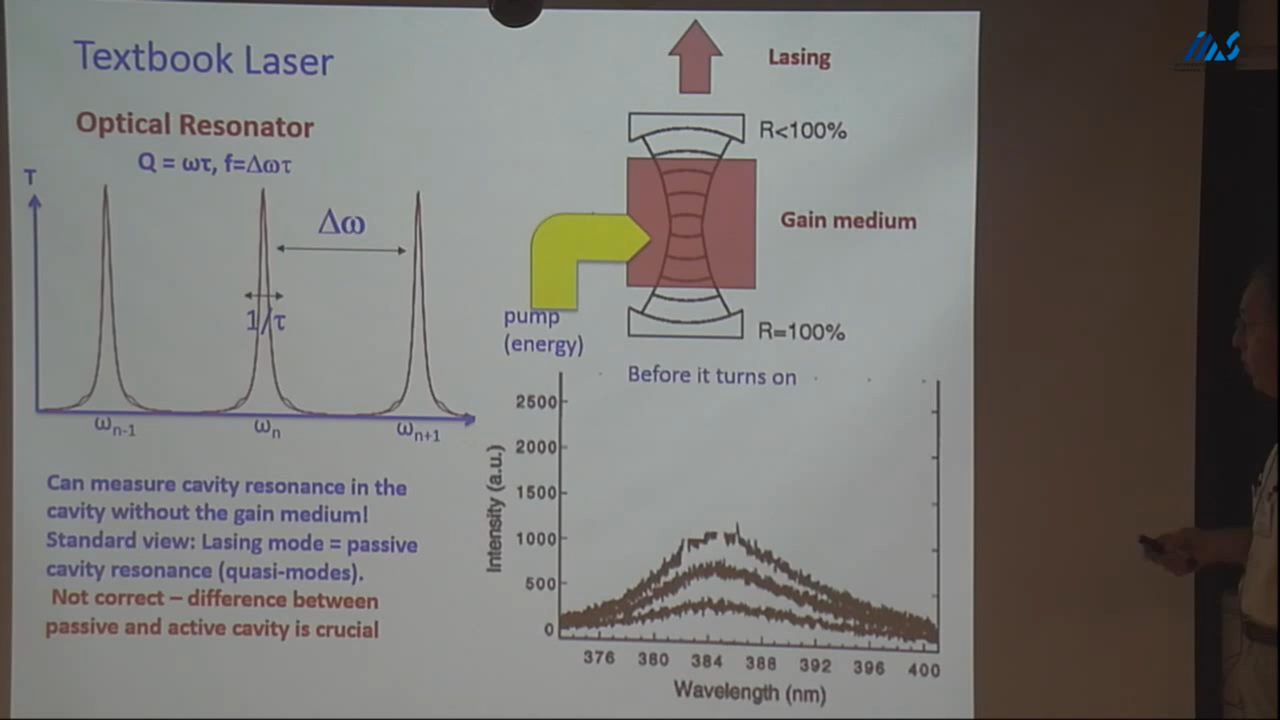 IMS
Textbook Laser
Optical Resonator
Q = ωτ, f=Δωτ
T
Δω
1/τ
ωn-1
ωn
ωn+1
Can measure cavity resonance in the
cavity without the gain medium!
Standard view: Lasing mode = passive
cavity resonance (quasi-modes).
Not correct – difference between
passive and active cavity is crucial
Lasing
R<100%
Gain medium
pump
(energy)
R=100%
Before it turns on
Intensity (a.u.)
2500
2000
1500
1000
500
0
376 380 384 388 392 396 400
Wavelength (nm)